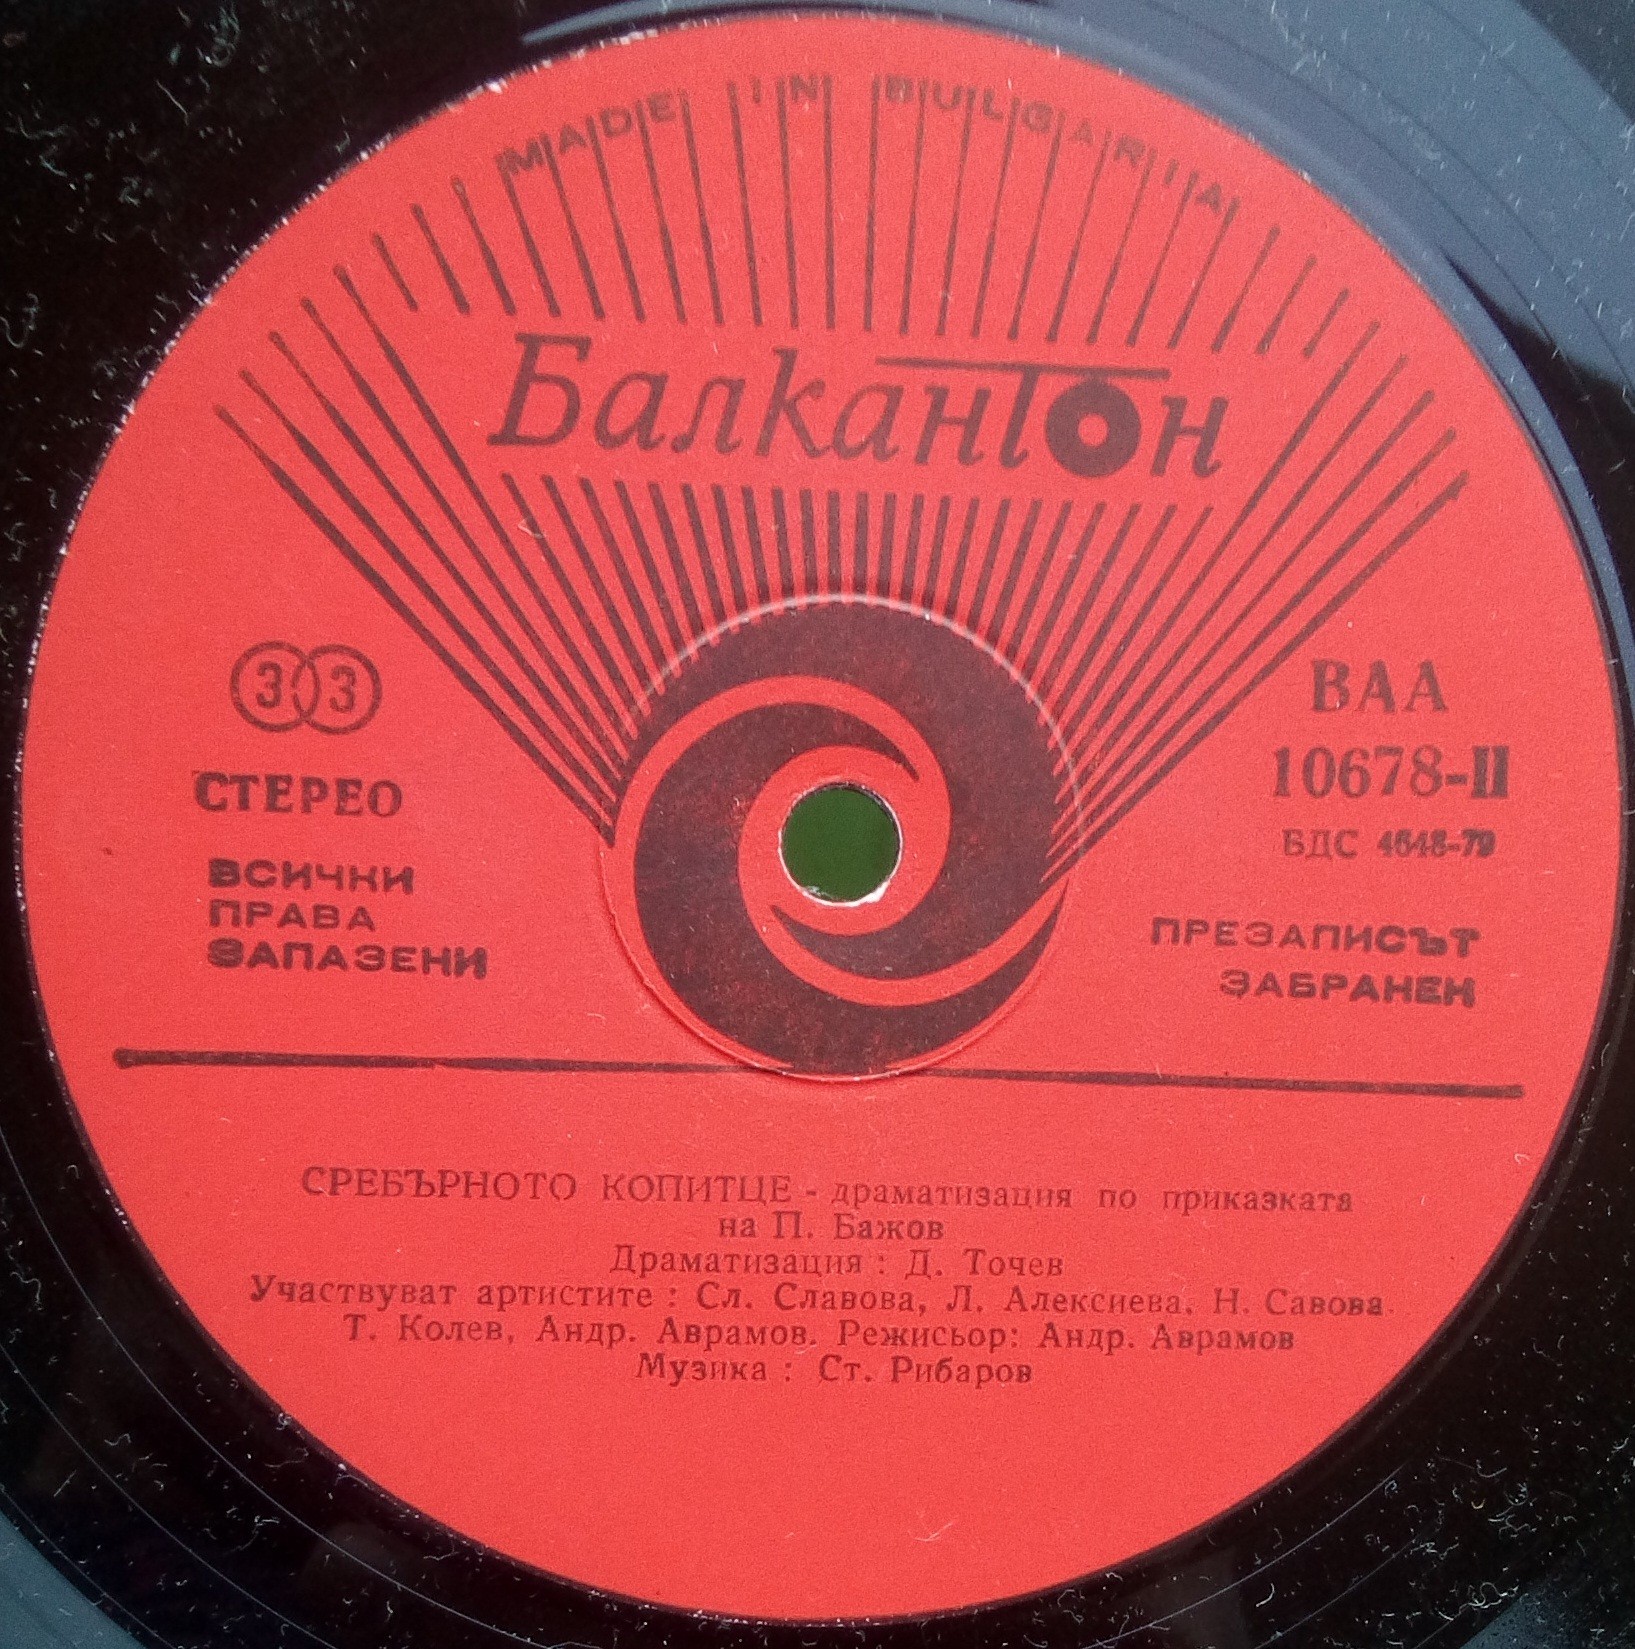 MADE IN BULGARIA
Балкантон
33
СТЕРЕО
ВСИЧКИ
ПРАВА
ЗАПАЗЕНИ
ВАА
10678-II
БДС 4648-79
ПРЕЗАПИСЪТ
ЗАБРАНЕН
СРЕБЪРНОТО КОПИТЦЕ - драматизация по приказката
на П. Бажов
Драматизация : Д. Точев
Участвуват артистите : Сл. Славова, Л. Алексиева, Н. Савова.
Т. Колев, Андр. Аврамов. Режисьор: Андр. Аврамов
Музика : Ст. Рибаров